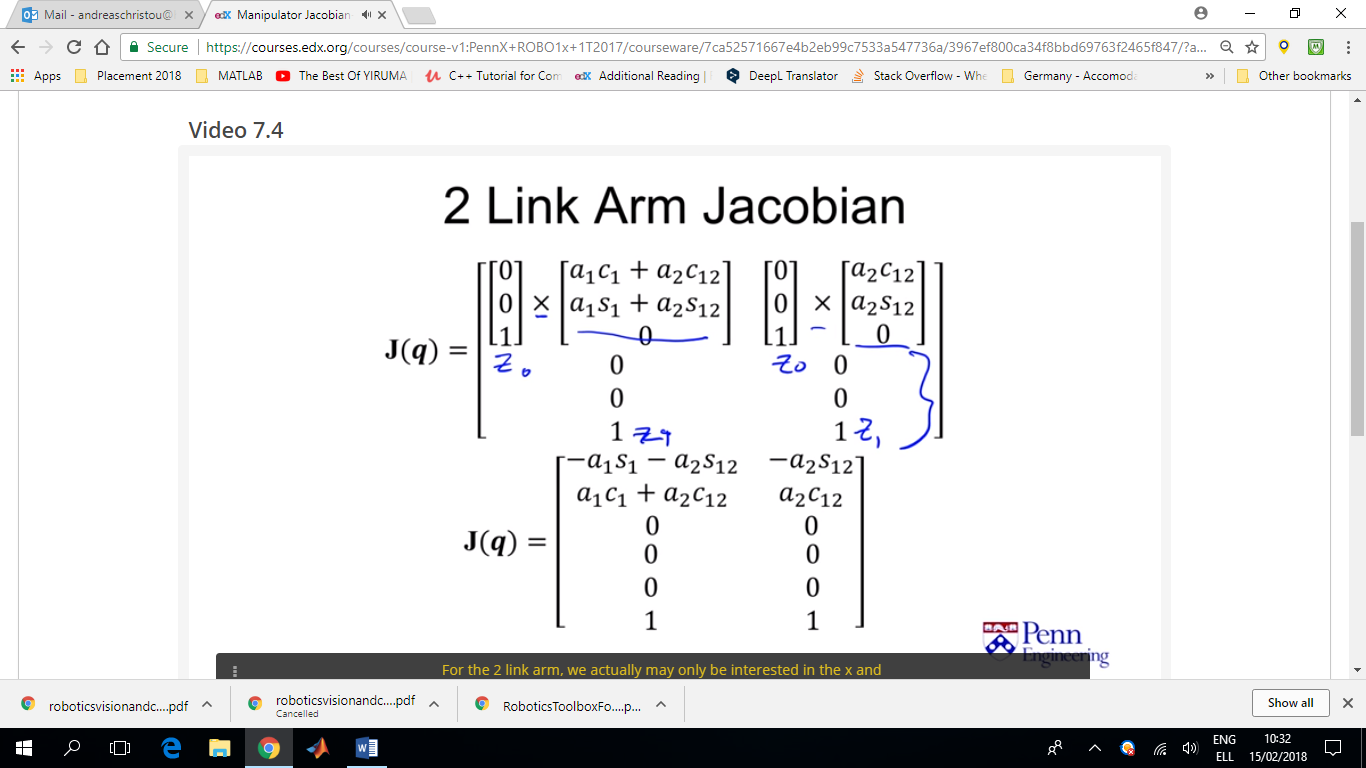 Mail - andreaschristou@
edX Manipulator Jacobian
Secure https://courses.edx.org/courses/course-v1:PennX+ROBO1x+1T2017/courseware/7ca52571667e4b2eb99c7533a547736a/3967ef800ca34f8bbd69763f2465f847/?a...
Apps Placement 2018 MATLAB The Best Of YIRUMA C++ Tutorial for Com edX Additional Reading | DeepL Translator Stack Overflow - Whe Germany - Accomoda » Other bookmarks
Video 7.4
2 Link Arm Jacobian
[0] [a₁c₁ + a₂c₁₂] [0] [a₂c₁₂]
[0] × [a₁s₁ + a₂s₁₂] [0] × [a₂s₁₂]
[1] [0] [1] [0]
J(q) =
z₀ 0 z₀ 0
0 0
1 1 z₁
−a₁s₁ − a₂s₁₂ −a₂s₁₂
a₁c₁ + a₂c₁₂ a₂c₁₂
0 0
J(q) = 0 0
0 0
1 1
Penn
Engineering
For the 2 link arm, we actually may only be interested in the x and
roboticsvisionandc....pdf
roboticsvisionandc....pdf
Cancelled
RoboticsToolboxFo....p...
Show all
ENG
ELL
10:32
15/02/2018